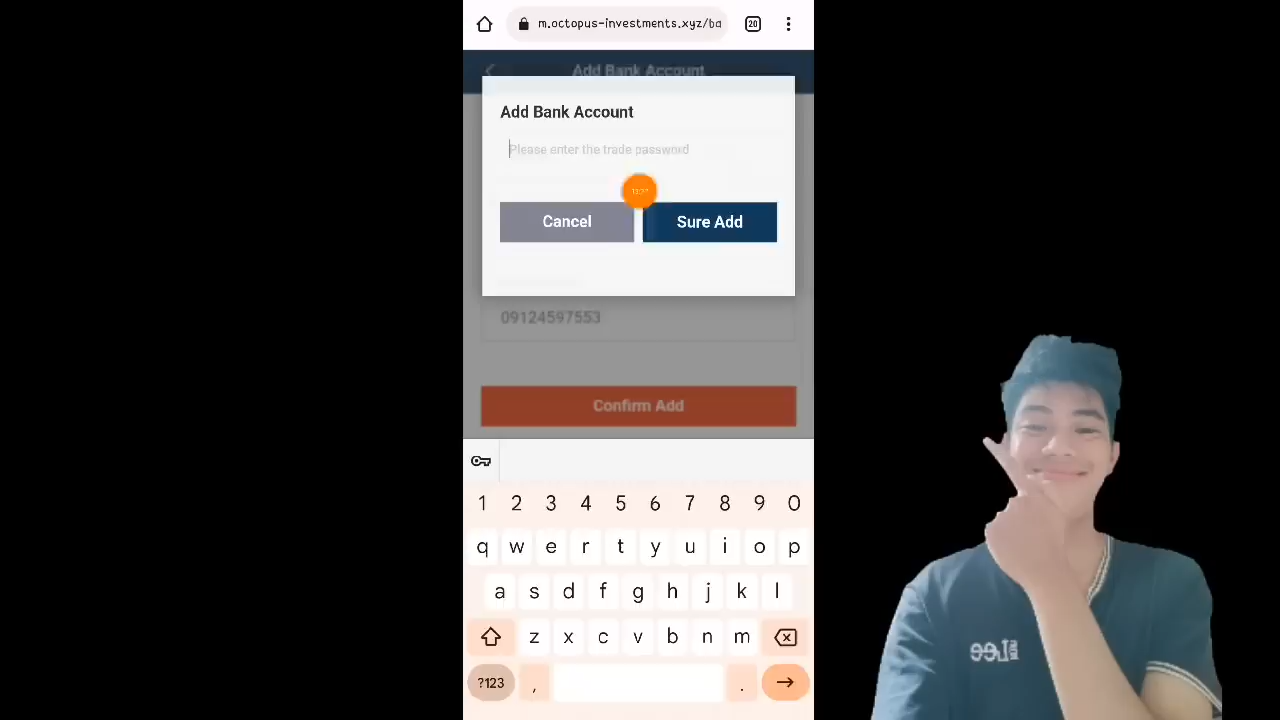 m.octopus-investments.xyz/ba
20
Add Bank Account
Add Bank Account
Please enter the trade password
Cancel
Sure Add
09124597553
Confirm Add
1 2 3 4 5 6 7 8 9 0
q w e r t y u i o p
a s d f g h j k l
z x c v b n m
?123 , .